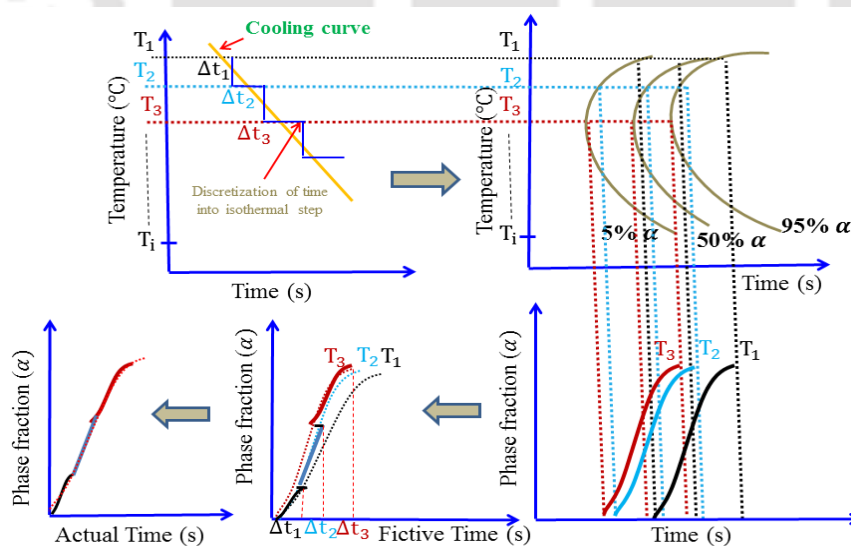 Cooling curve
T₁
T₂
T₃
Tᵢ
Δt₁
Δt₂
Δt₃
Temperature (°C)
Discretization of time
into isothermal step
Time (s)
T₁
T₂
T₃
Tᵢ
Temperature (°C)
5% α
50% α
95% α
Time (s)
Phase fraction (α)
Actual Time (s)
Phase fraction (α)
T₃ T₂ T₁
Δt₁ Δt₂ Δt₃
Fictive Time (s)
Phase fraction (α)
T₃ T₂ T₁
Time (s)